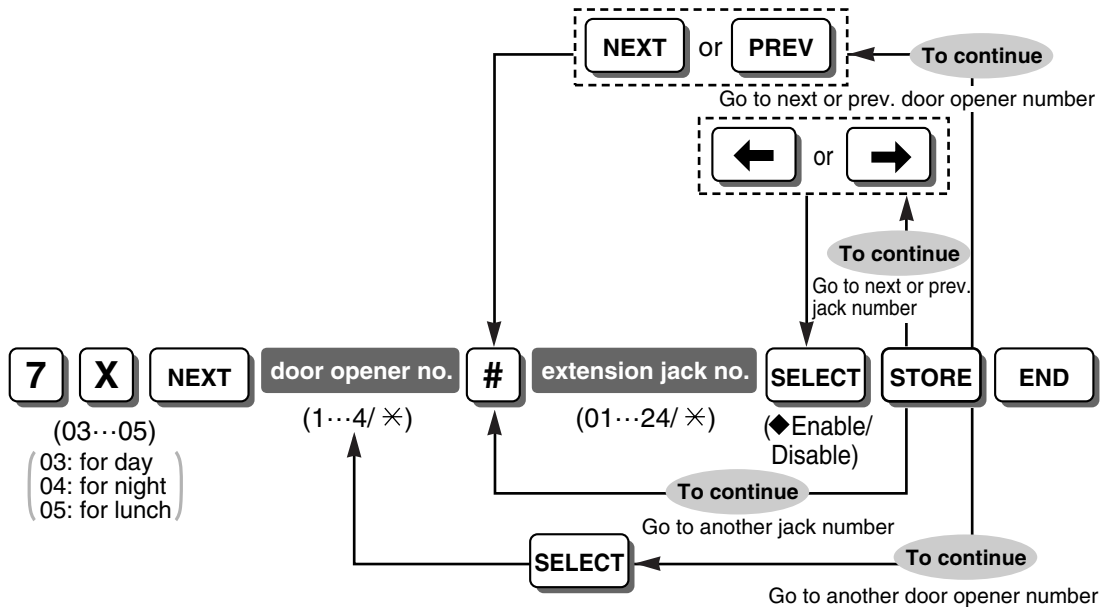 NEXT or PREV
To continue
Go to next or prev. door opener number
← or →
To continue
Go to next or prev.
jack number
7 X NEXT door opener no. # extension jack no. SELECT STORE END
(03···05)
03: for day
04: for night
05: for lunch
(1···4/ ✳)
(01···24/ ✳)
(◆Enable/
Disable)
To continue
Go to another jack number
SELECT
To continue
Go to another door opener number